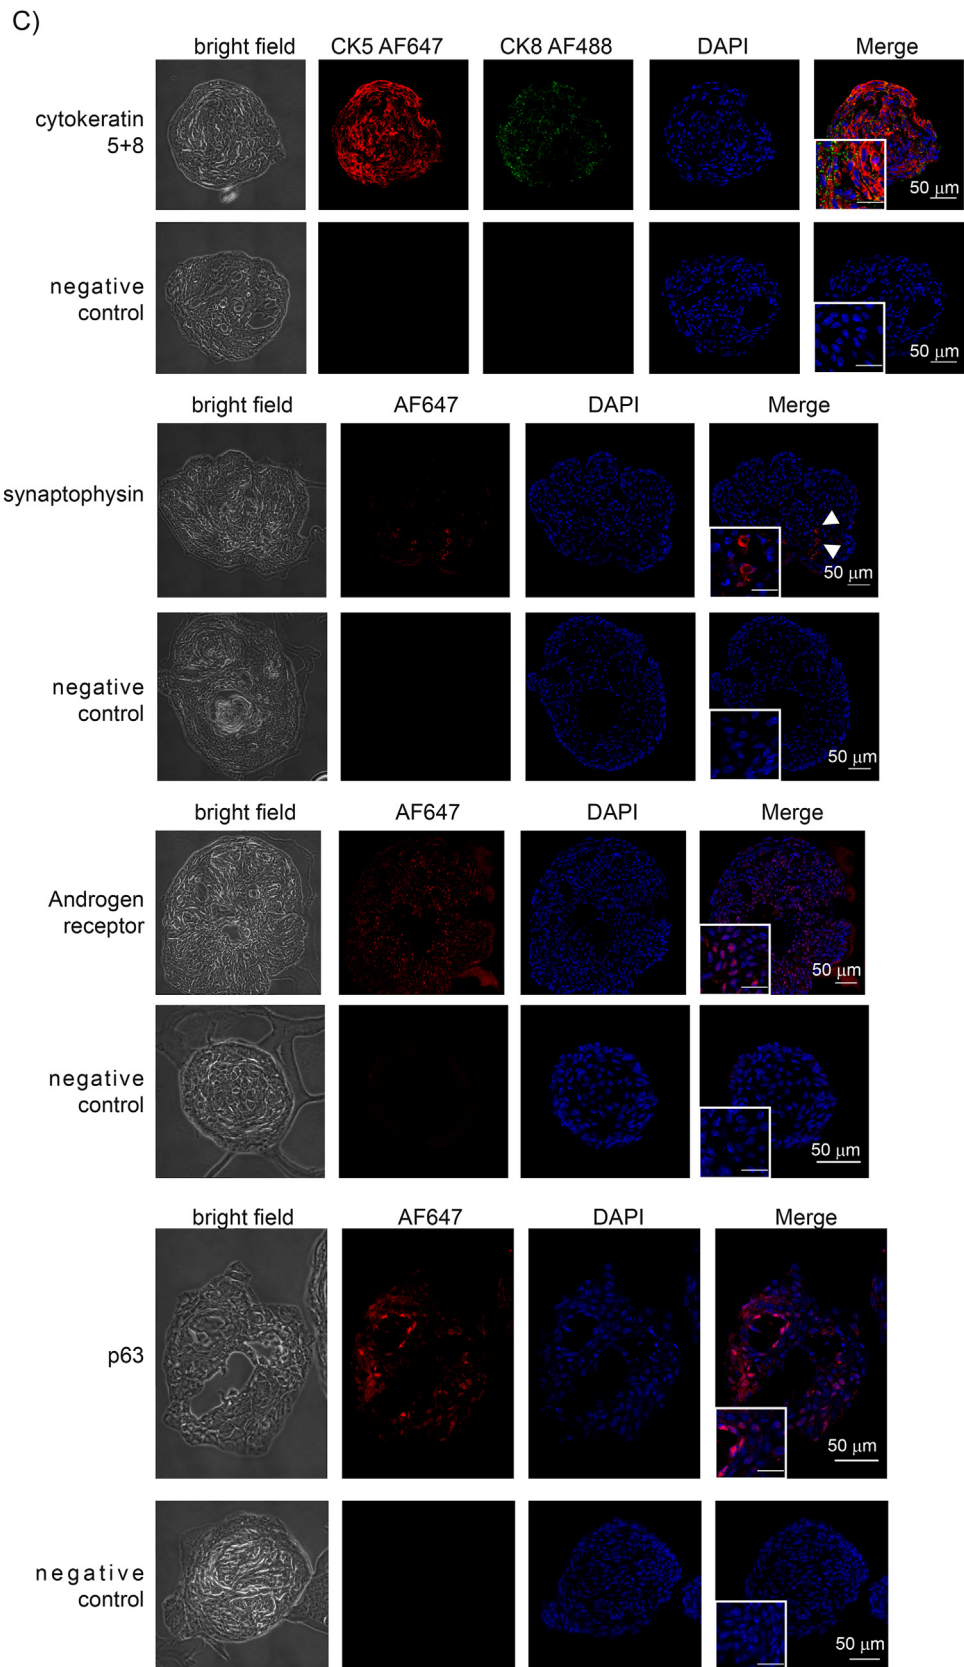 C)
bright field CK5 AF647 CK8 AF488 DAPI Merge
cytokeratin
5+8
50 μm
negative
control
50 μm
bright field AF647 DAPI Merge
synaptophysin
50 μm
negative
control
50 μm
bright field AF647 DAPI Merge
Androgen
receptor
50 μm
negative
control
50 μm
bright field AF647 DAPI Merge
p63
50 μm
negative
control
50 μm